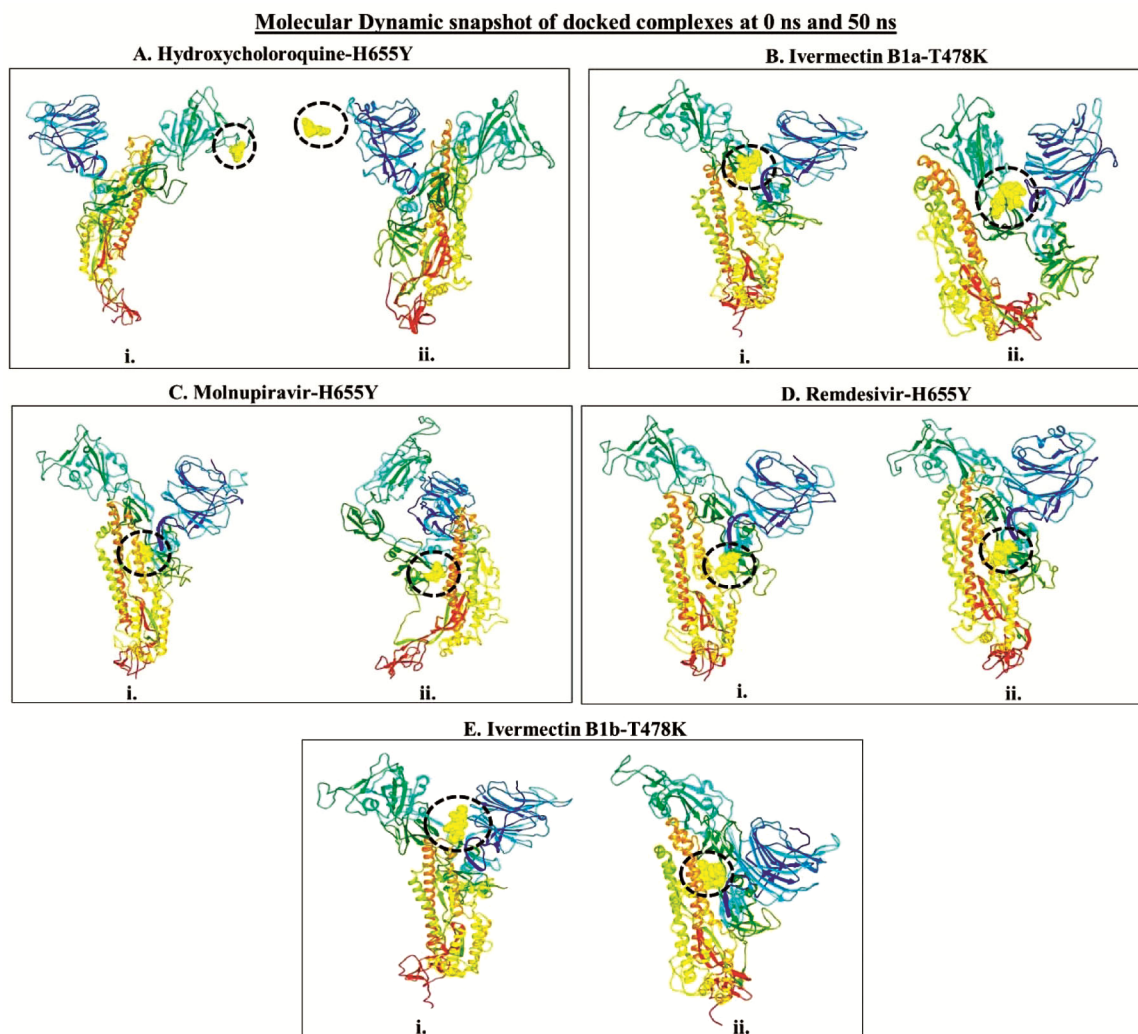 Molecular Dynamic snapshot of docked complexes at 0 ns and 50 ns
A. Hydroxycholoroquine-H655Y
B. Ivermectin B1a-T478K
i.
ii.
i.
ii.
C. Molnupiravir-H655Y
D. Remdesivir-H655Y
i.
ii.
i.
ii.
E. Ivermectin B1b-T478K
i.
ii.